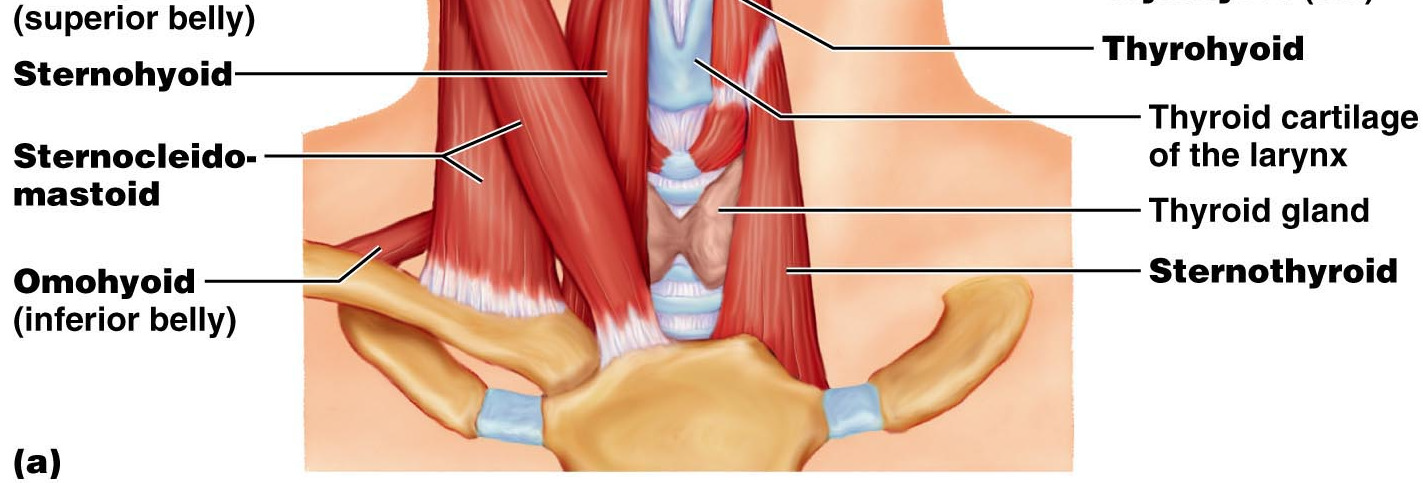 (superior belly)
Sternohyoid
Sternocleido-
mastoid
Omohyoid
(inferior belly)
(a)
Thyrohyoid
Thyroid cartilage
of the larynx
Thyroid gland
Sternothyroid